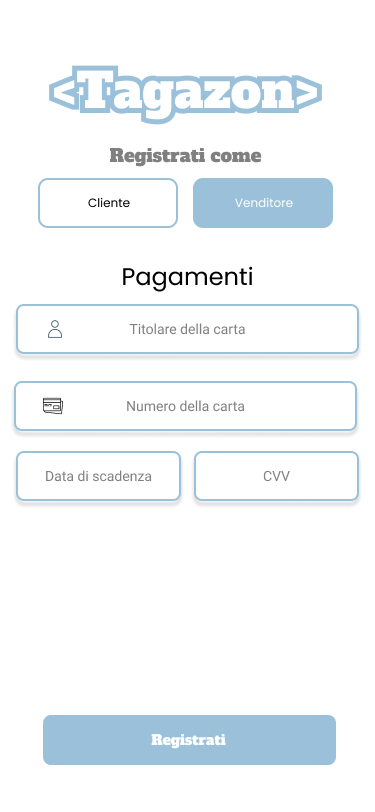 <Tagazon>
Registrati come
Cliente
Venditore
Pagamenti
Titolare della carta
Numero della carta
Data di scadenza
CVV
Registrati